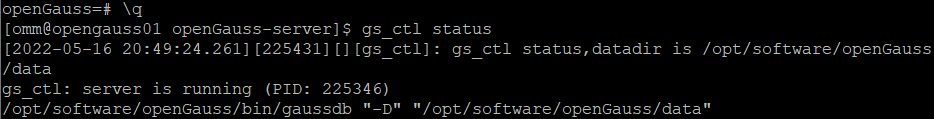 openGauss=# \q
[omm@opengauss01 openGauss-server]$ gs_ctl status
[2022-05-16 20:49:24.261][225431][][gs_ctl]: gs_ctl status,datadir is /opt/software/openGauss
/data
gs_ctl: server is running (PID: 225346)
/opt/software/openGauss/bin/gaussdb "-D" "/opt/software/openGauss/data"